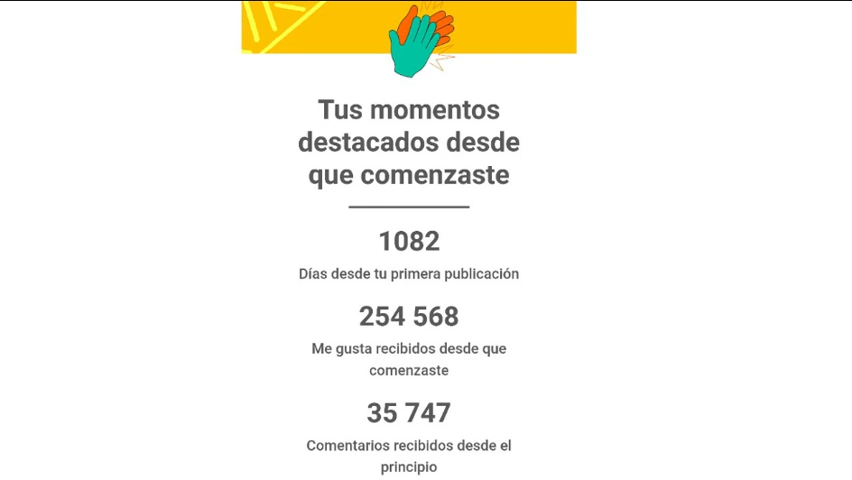 Tus momentos
destacados desde
que comenzaste
1082
Días desde tu primera publicación
254 568
Me gusta recibidos desde que
comenzaste
35 747
Comentarios recibidos desde el
principio